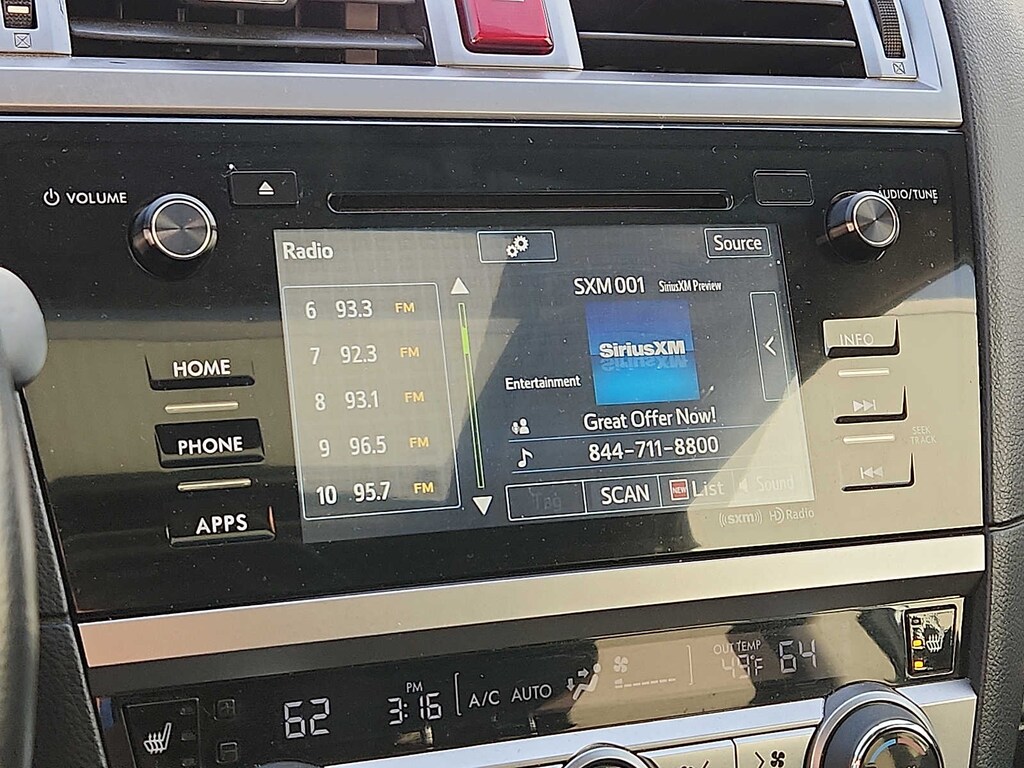 VOLUME
AUDIO/TUNE
Radio
Source
SXM 001 SiriusXM Preview
6 93.3 FM
7 92.3 FM
8 93.1 FM
9 96.5 FM
10 95.7 FM
SiriusXM
Entertainment
Great Offer Now!
844-711-8800
Tag SCAN NEW List Sound
((sxm)) HD Radio
HOME
PHONE
APPS
INFO
SEEK
TRACK
62
PM
3:16
A/C AUTO
OUT TEMP
49°F
64